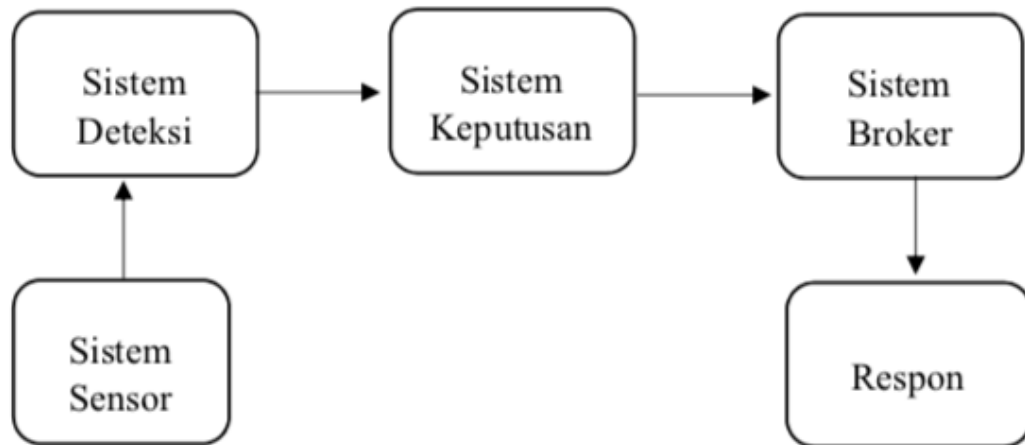 Sistem
Deteksi
Sistem
Keputusan
Sistem
Broker
Sistem
Sensor
Respon